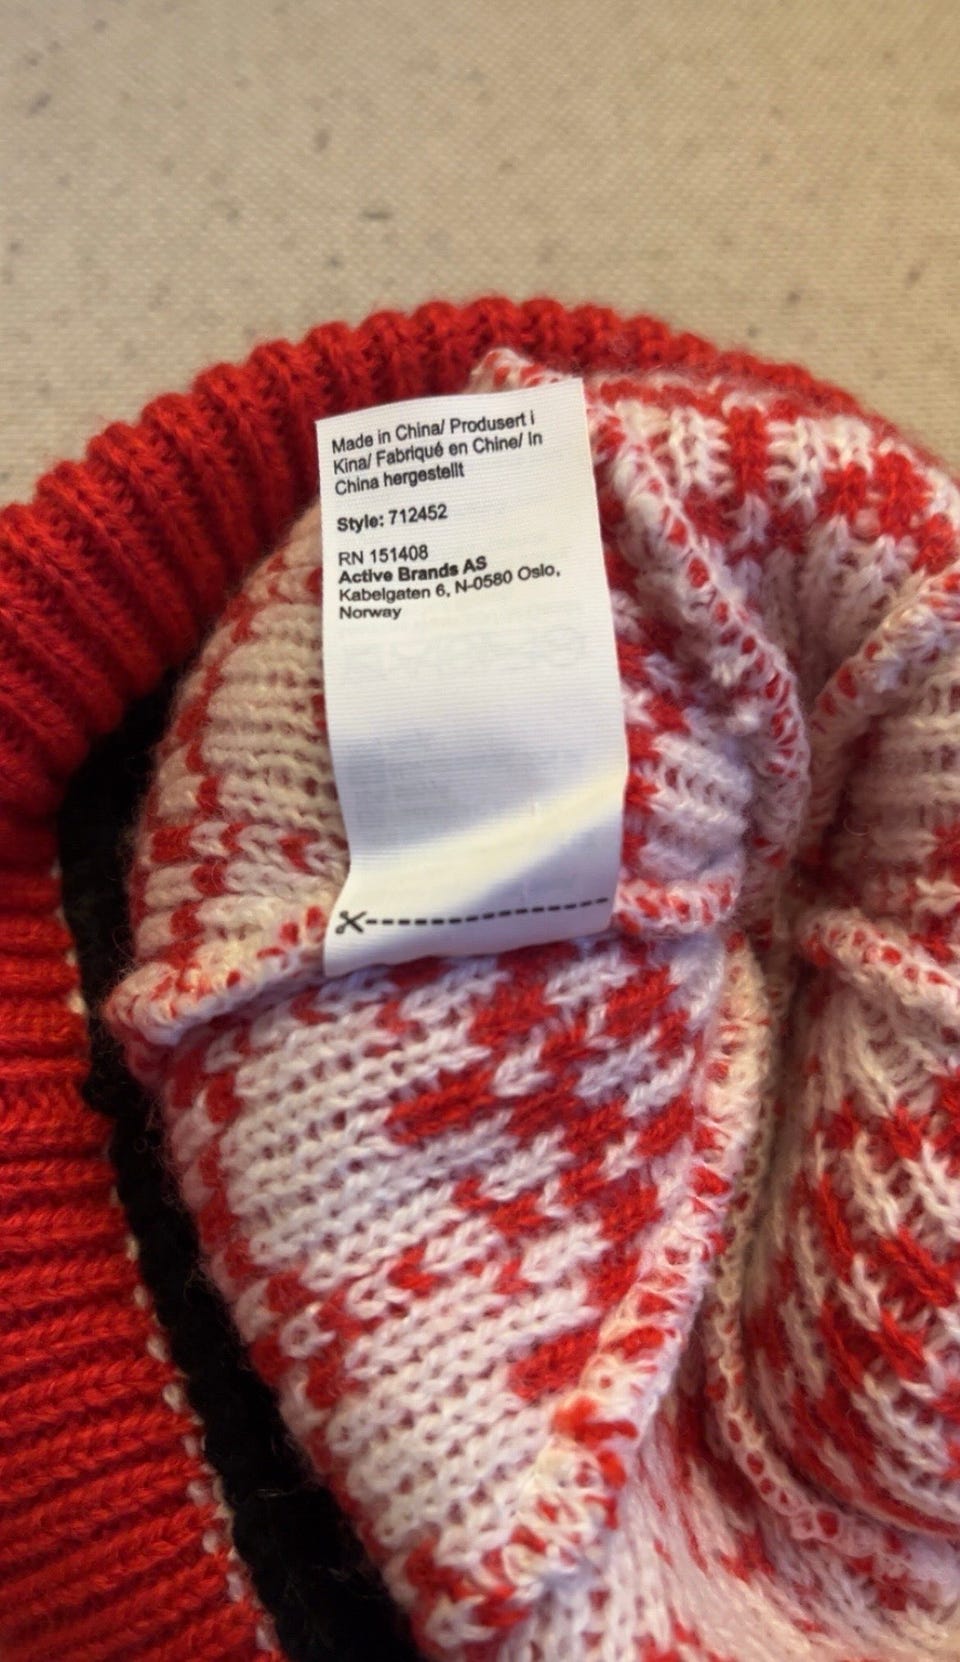 Made in China/ Produsert i
Kina/ Fabriqué en Chine/ In
China hergestellt
Style: 712452
RN 151408
Active Brands AS
Kabelgaten 6, N-0580 Oslo,
Norway